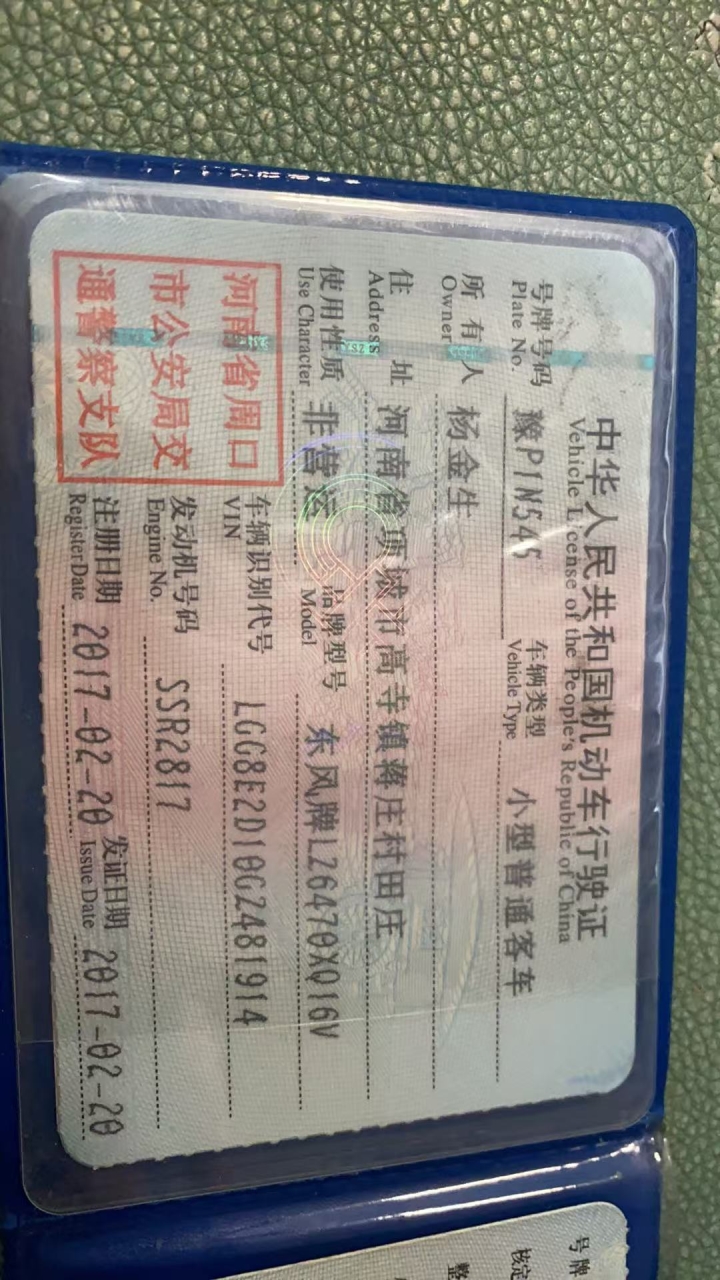 中华人民共和国机动车行驶证
Vehicle License of the People's Republic of China
号牌号码 豫P1N545 车辆类型 小型普通客车
Plate No. Vehicle Type
所有人 杨金生
Owner
住址 河南省项城市高寺镇蒋庄村田庄
Address
使用性质 非营运 品牌型号 东风牌LZ6470XQ16V
Use Character Model
河南省周口
市公安局交
通警察支队
车辆识别代号 LGG8E2D10GZ481914
VIN
发动机号码 SSR2817
Engine No.
注册日期 2017-02-20 发证日期 2017-02-20
Register Date Issue Date
号牌
核定
整